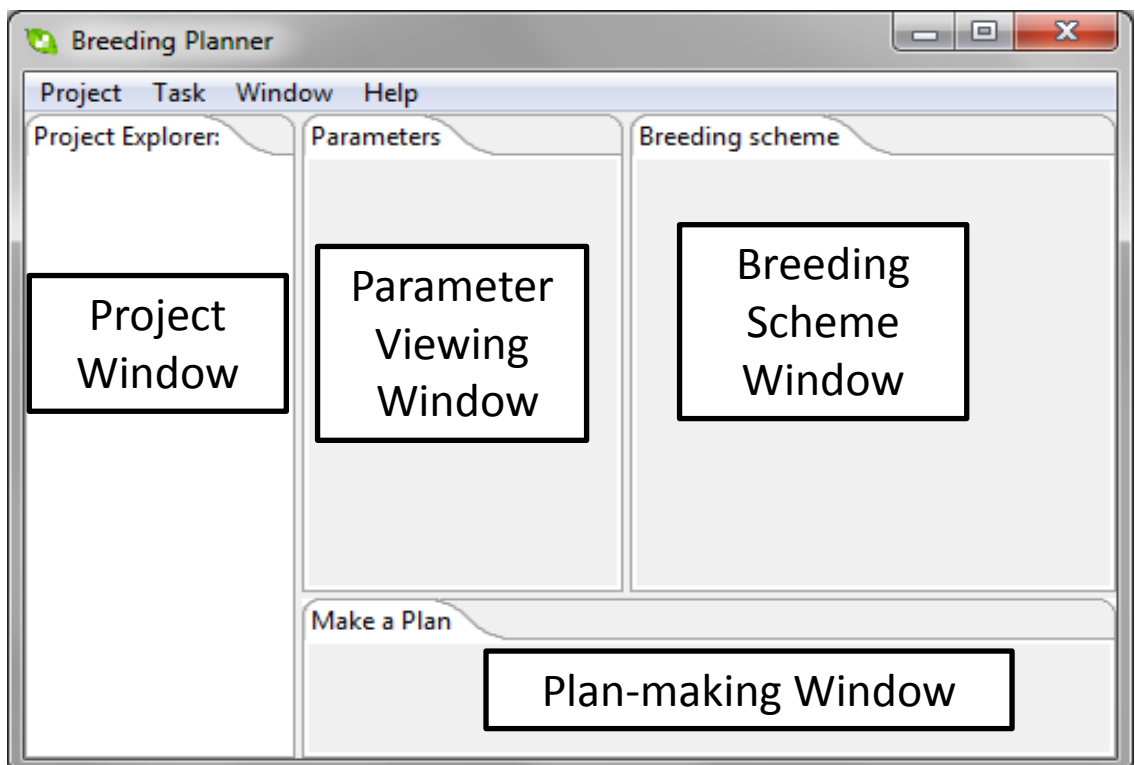 Breeding Planner
Project Task Window Help
Project Explorer:
Parameters
Breeding scheme
Project
Window
Parameter
Viewing
Window
Breeding
Scheme
Window
Make a Plan
Plan-making Window